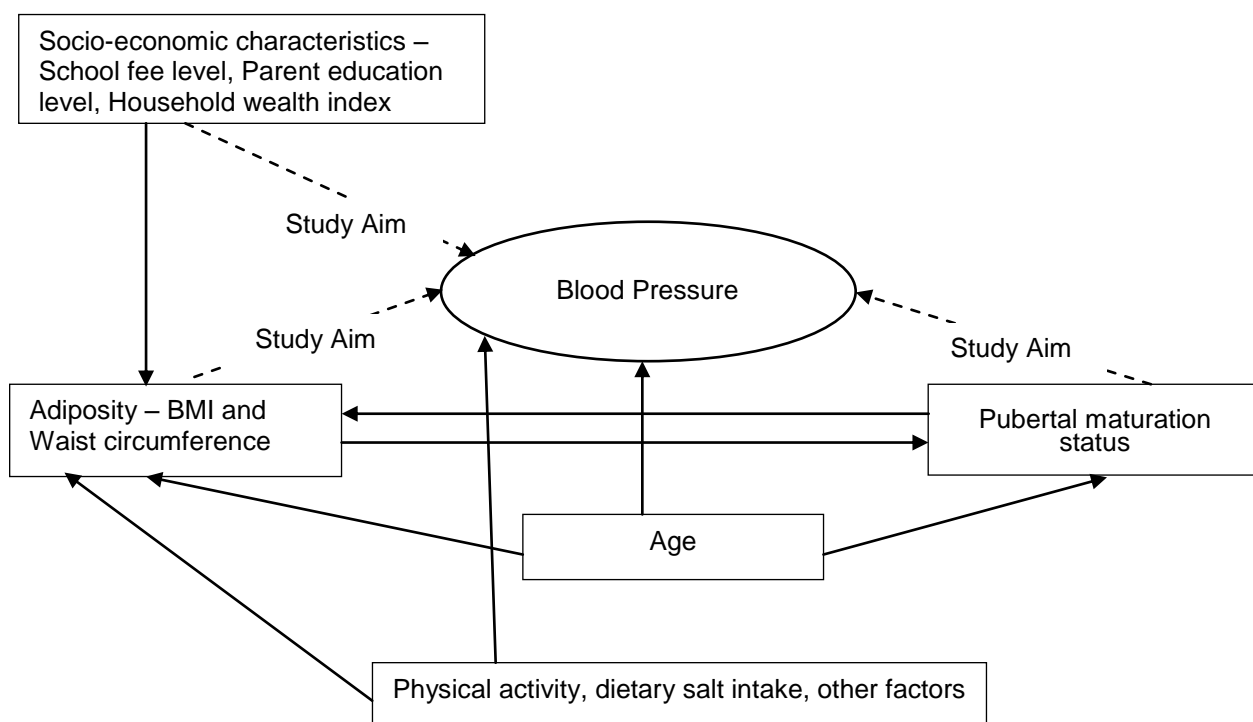 Socio-economic characteristics –
School fee level, Parent education
level, Household wealth index
Study Aim
Blood Pressure
Study Aim
Study Aim
Adiposity – BMI and
Waist circumference
Pubertal maturation
status
Age
Physical activity, dietary salt intake, other factors